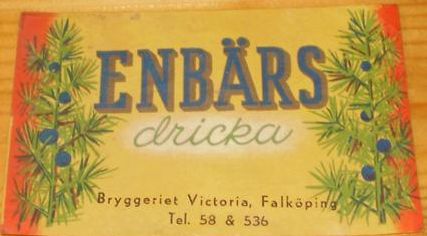 ENBÄRS
dricka
Bryggeriet Victoria, Falköping
Tel. 58 & 536